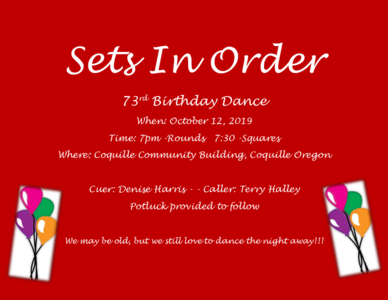 Sets In Order
73rd Birthday Dance
When: October 12, 2019
Time: 7pm -Rounds 7:30 -Squares
Where: Coquille Community Building, Coquille Oregon
Cuer: Denise Harris - - Caller: Terry Halley
Potluck provided to follow
We may be old, but we still love to dance the night away!!!